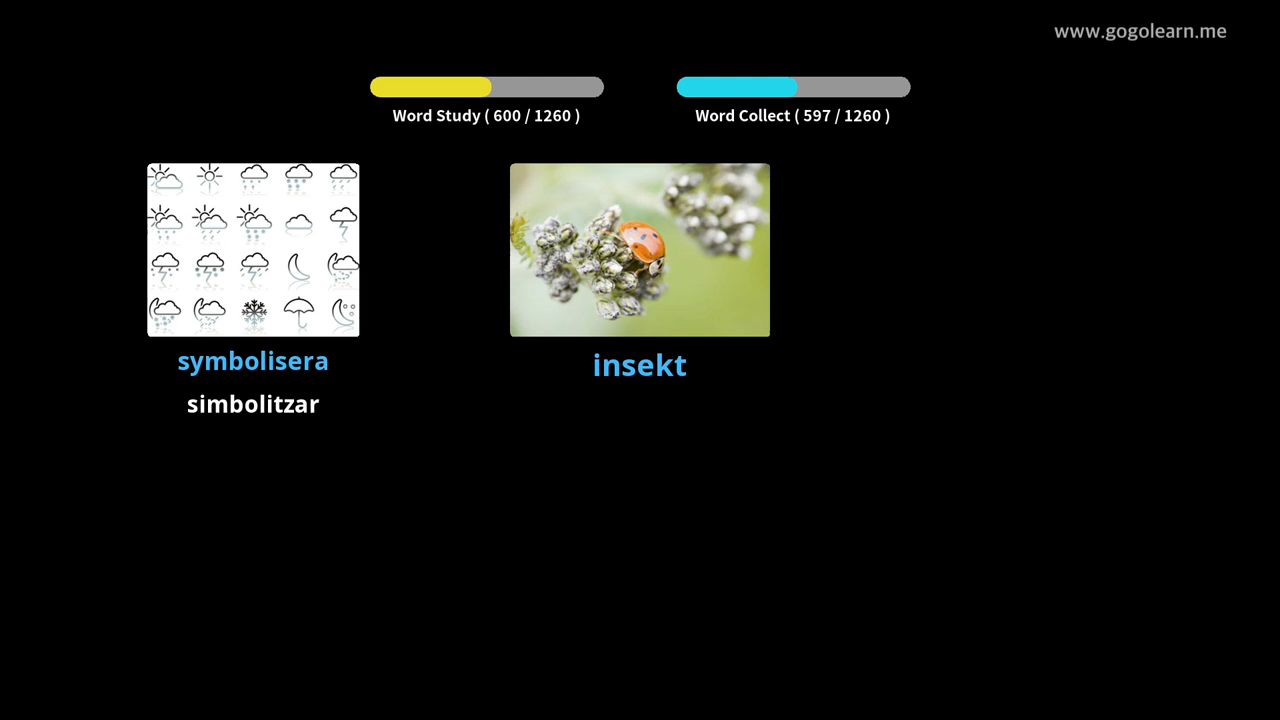 www.gogolearn.me
Word Study ( 600 / 1260 )
Word Collect ( 597 / 1260 )
symbolisera
simbolitzar
insekt